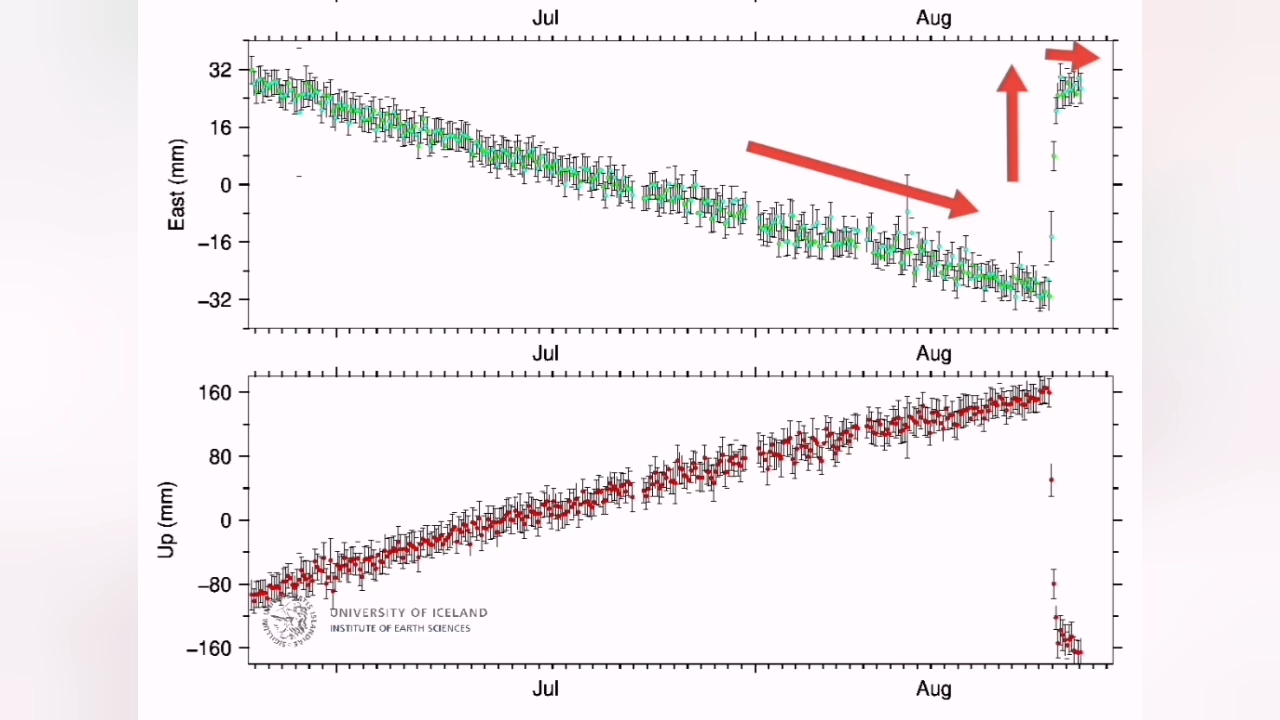 Jul Aug
32
16
0
−16
−32
East (mm)
Jul Aug
160
80
0
−80
−160
Up (mm)
UNIVERSITY OF ICELAND
INSTITUTE OF EARTH SCIENCES
Jul Aug